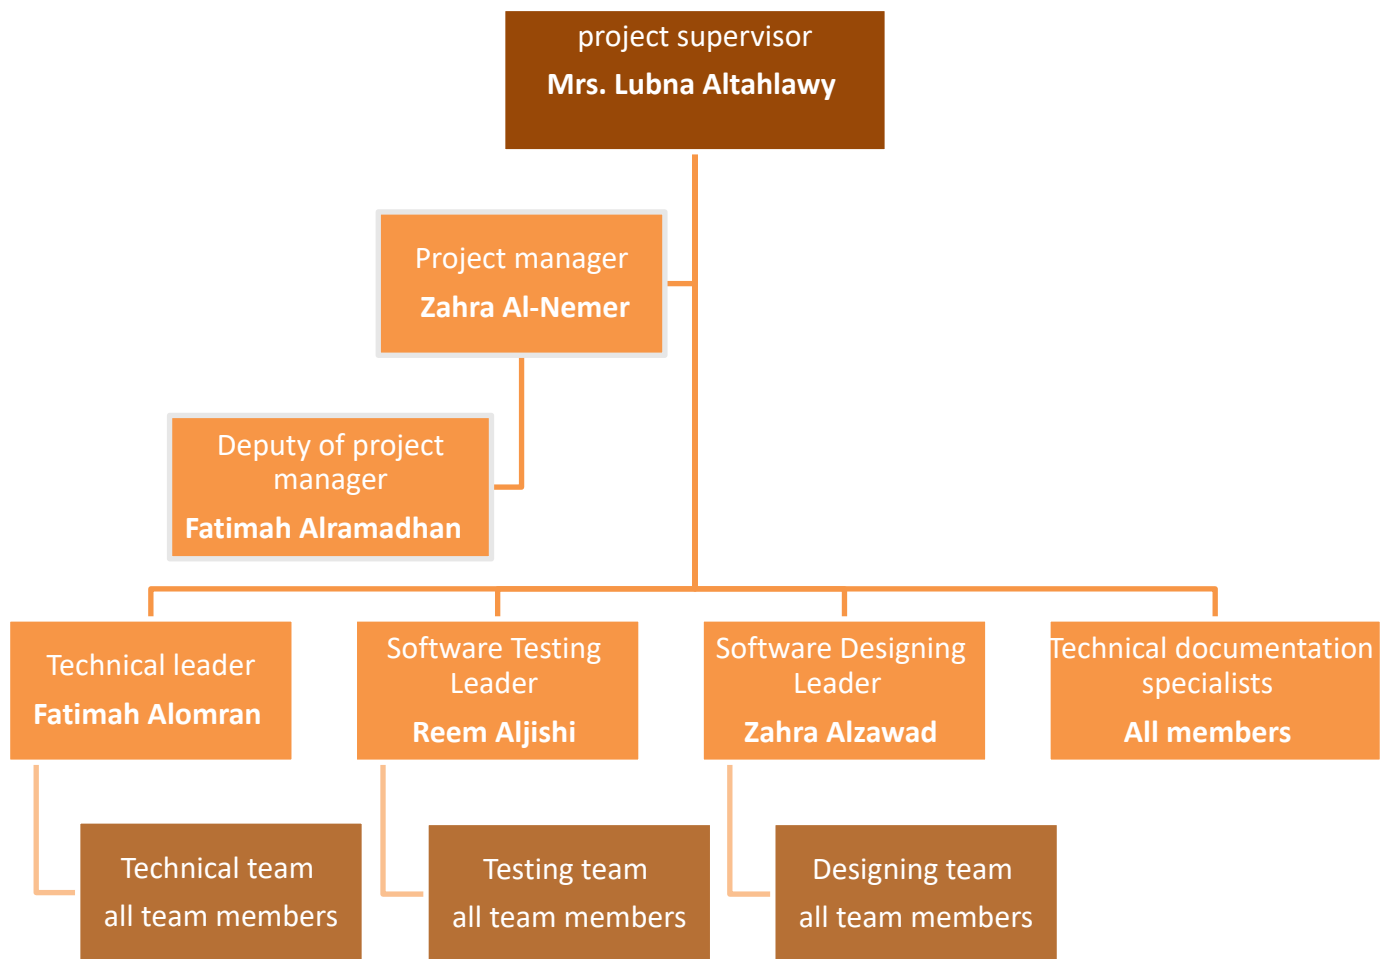 project supervisor
Mrs. Lubna Altahlawy
Project manager
Zahra Al-Nemer
Deputy of project
manager
Fatimah Alramadhan
Technical leader
Fatimah Alomran
Software Testing
Leader
Reem Aljishi
Software Designing
Leader
Zahra Alzawad
Technical documentation
specialists
All members
Technical team
all team members
Testing team
all team members
Designing team
all team members